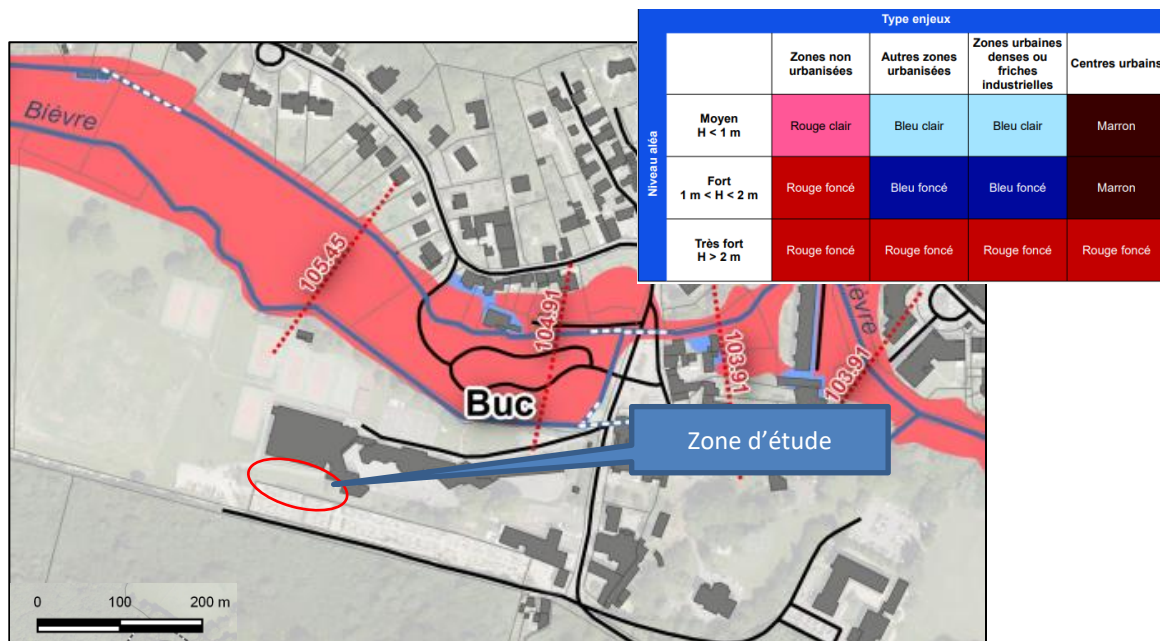 Type enjeux
Niveau aléa
Zones non
urbanisées
Autres zones
urbanisées
Zones urbaines
denses ou
friches
industrielles
Centres urbains
Moyen
H < 1 m
Rouge clair
Bleu clair
Bleu clair
Marron
Fort
1 m < H < 2 m
Rouge foncé
Bleu foncé
Bleu foncé
Marron
Très fort
H > 2 m
Rouge foncé
Rouge foncé
Rouge foncé
Rouge foncé
Bièvre
105.45
104.91
103.91
103.91
Buc
Zone d'étude
0 100 200 m